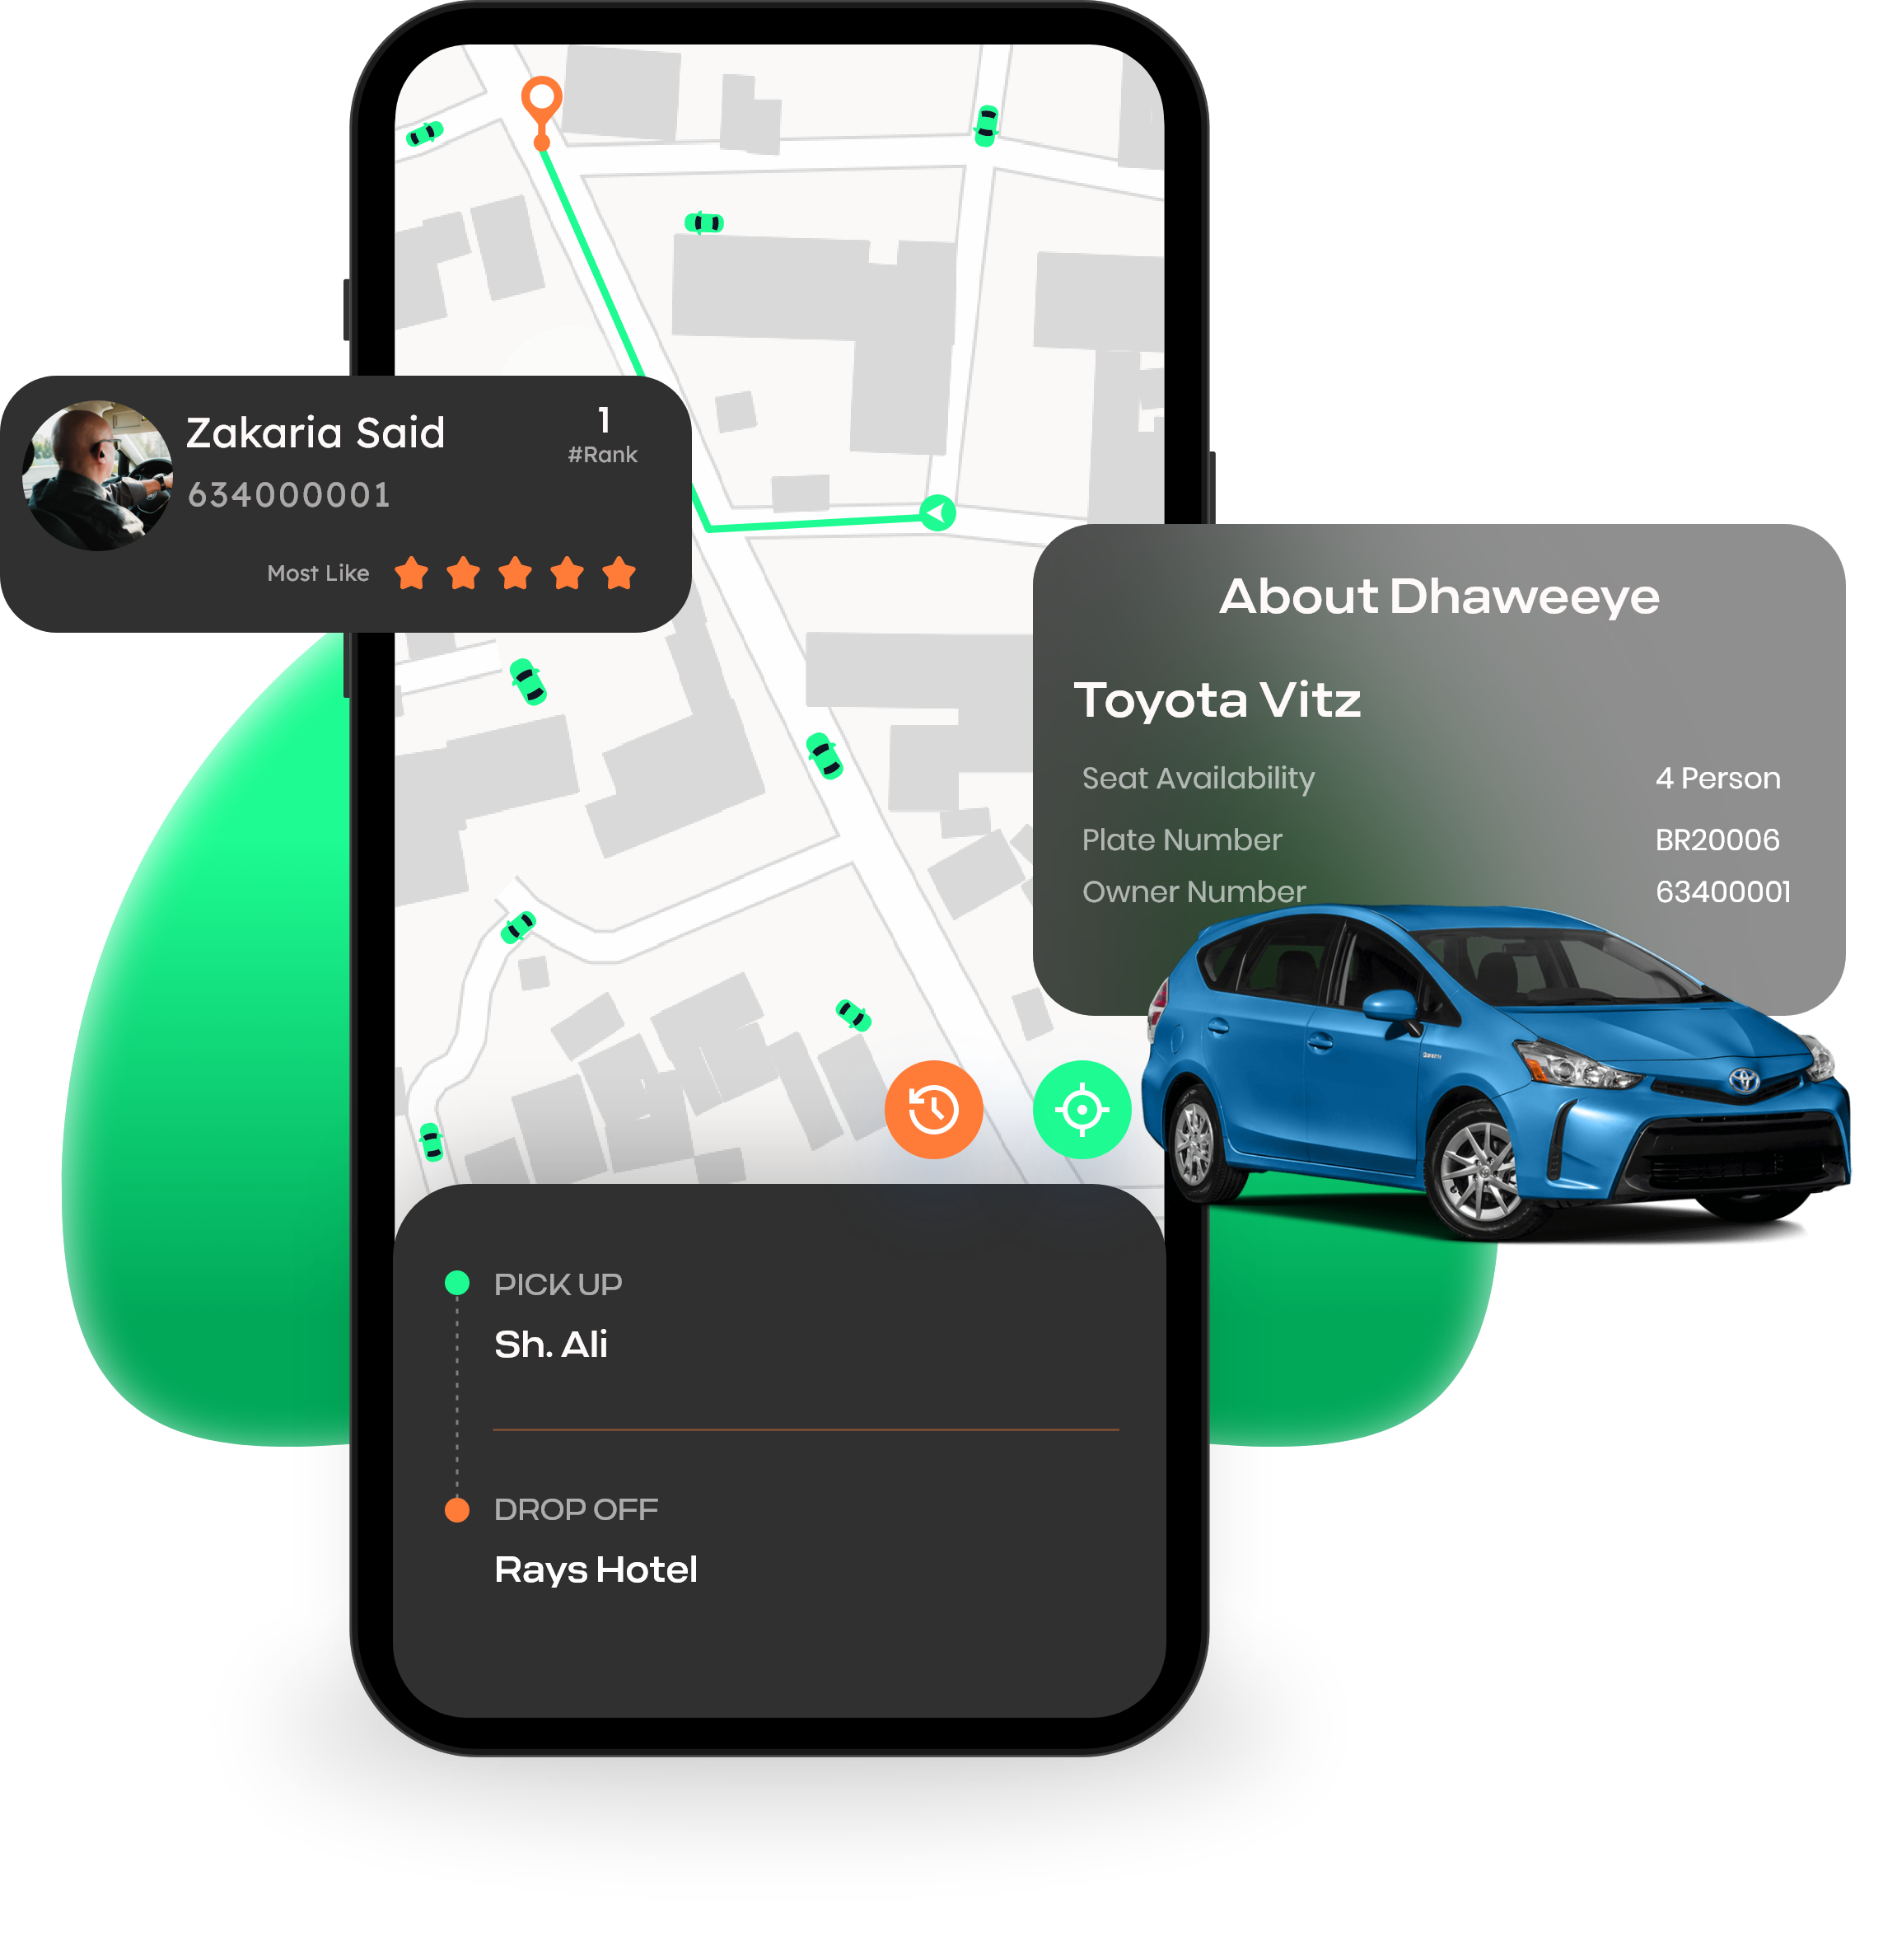 Zakaria Said
1
#Rank
634000001
Most Like
About Dhaweeye
Toyota Vitz
Seat Availability
4 Person
Plate Number
BR20006
Owner Number
63400001
PICK UP
Sh. Ali
DROP OFF
Rays Hotel